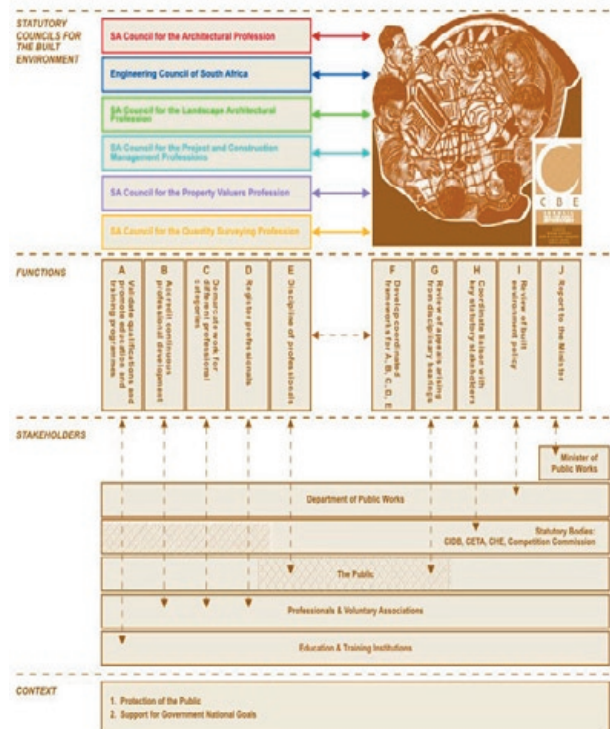 STATUTORY
COUNCILS FOR
THE BUILT
ENVIRONMENT
SA Council for the Architectural Profession
Engineering Council of South Africa
SA Council for the Landscape Architectural
Profession
SA Council for the Project and Construction
Management Professions
SA Council for the Property Valuers Profession
SA Council for the Quantity Surveying Profession
C B E
FUNCTIONS
A
Validate qualifications and
promote education and
training programmes
B
Accredit continuous
professional development
C
Demarcate work for
different professional
categories
D
Register professionals
E
Discipline of professionals
F
Develop coordinated
frameworks for A, B, C, D, E
G
Review of appeals arising
from disciplinary hearings
H
Coordinate liaison with
key statutory stakeholders
I
Review of built
environment policy
J
Report to the Minister
STAKEHOLDERS
Minister of
Public Works
Department of Public Works
Statutory Bodies:
CIDB, CETA, CHE, Competition Commission
The Public
Professionals & Voluntary Associations
Education & Training Institutions
CONTEXT
1. Protection of the Public
2. Support for Government National Goals